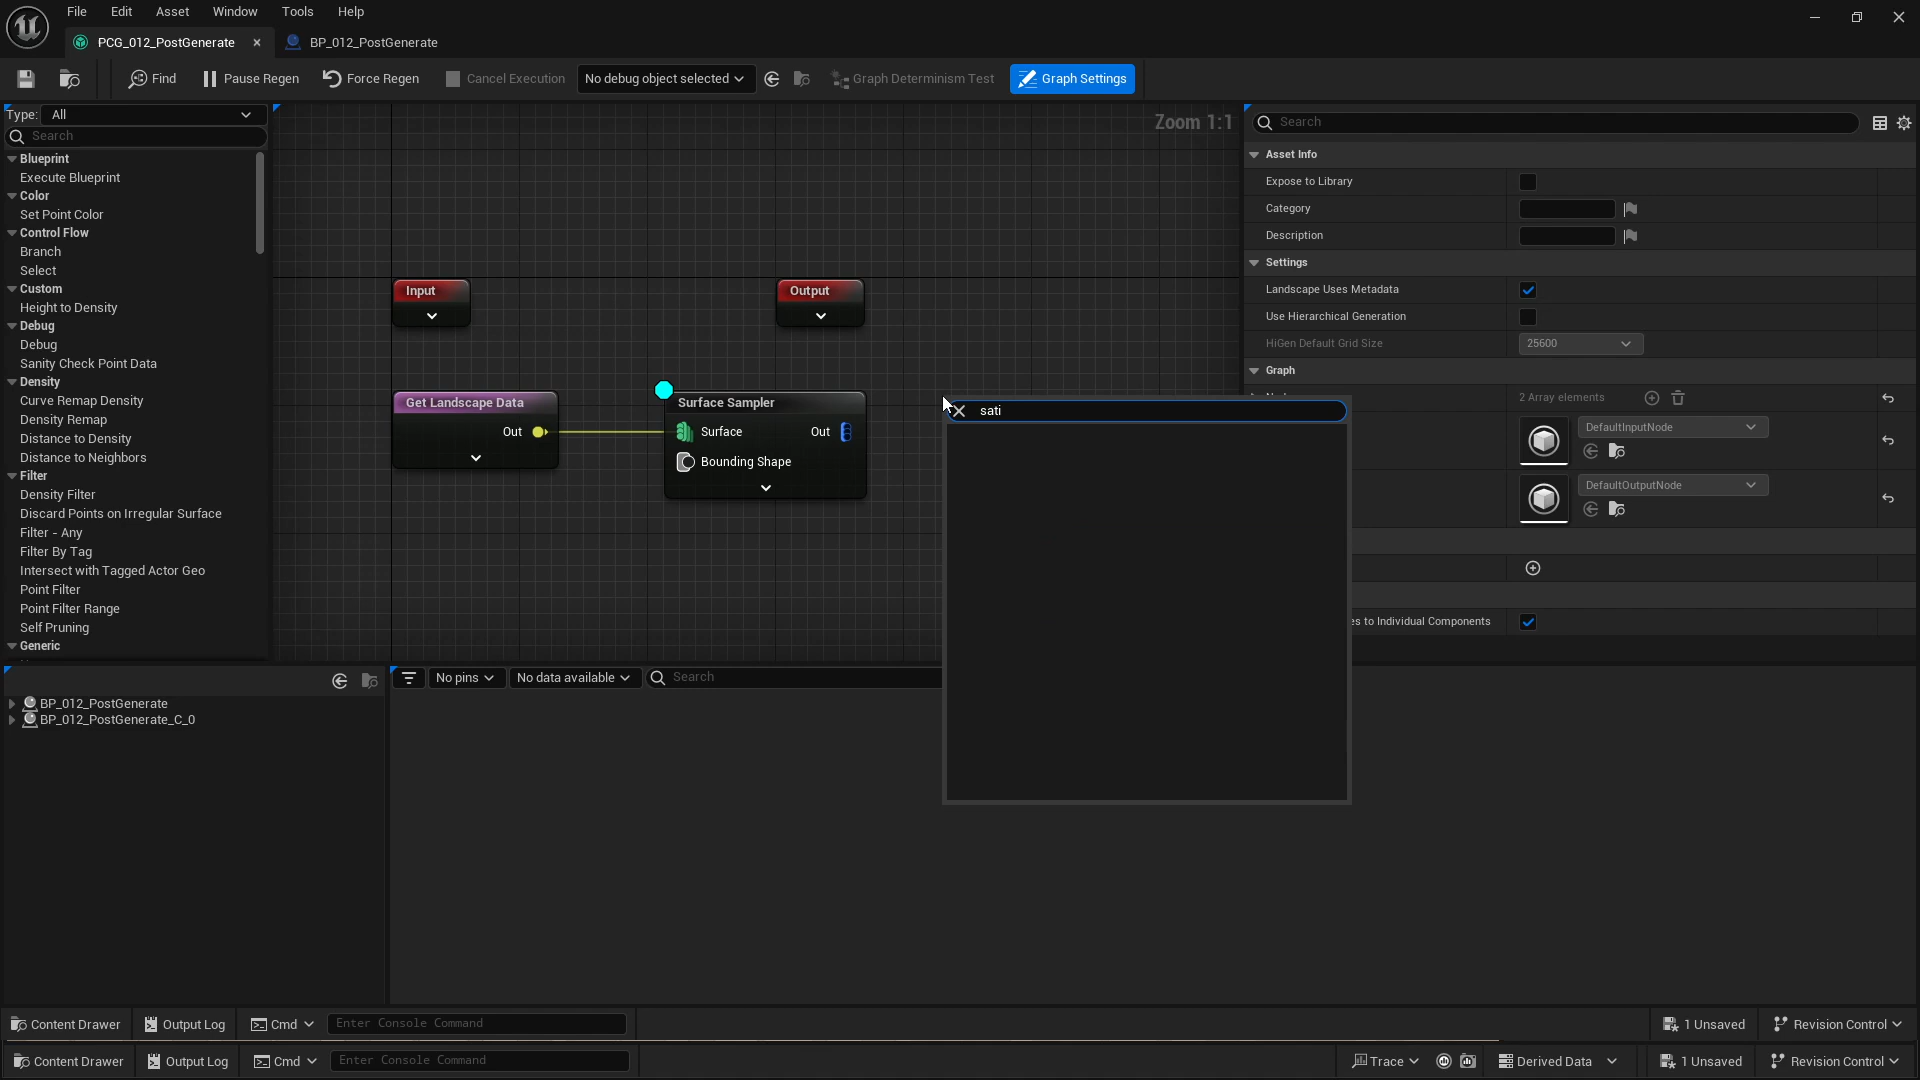 File Edit Asset Window Tools Help
PCG_012_PostGenerate BP_012_PostGenerate
Find Pause Regen Force Regen Cancel Execution No debug object selected Graph Determinism Test Graph Settings
Type: All
Search
Blueprint
Execute Blueprint
Color
Set Point Color
Control Flow
Branch
Select
Custom
Height to Density
Debug
Debug
Sanity Check Point Data
Density
Curve Remap Density
Density Remap
Distance to Density
Distance to Neighbors
Filter
Density Filter
Discard Points on Irregular Surface
Filter - Any
Filter By Tag
Intersect with Tagged Actor Geo
Point Filter
Point Filter Range
Self Pruning
Generic
Zoom 1:1
Input
Output
Get Landscape Data
Out
Surface Sampler
Surface Out
Bounding Shape
sati
Search
Asset Info
Expose to Library
Category
Description
Settings
Landscape Uses Metadata
Use Hierarchical Generation
HiGen Default Grid Size 25600
Graph
2 Array elements
DefaultInputNode
DefaultOutputNode
es to Individual Components
BP_012_PostGenerate
BP_012_PostGenerate_C_0
No pins No data available Search
Content Drawer Output Log Cmd Enter Console Command 1 Unsaved Revision Control
Content Drawer Output Log Cmd Enter Console Command Trace Derived Data 1 Unsaved Revision Control